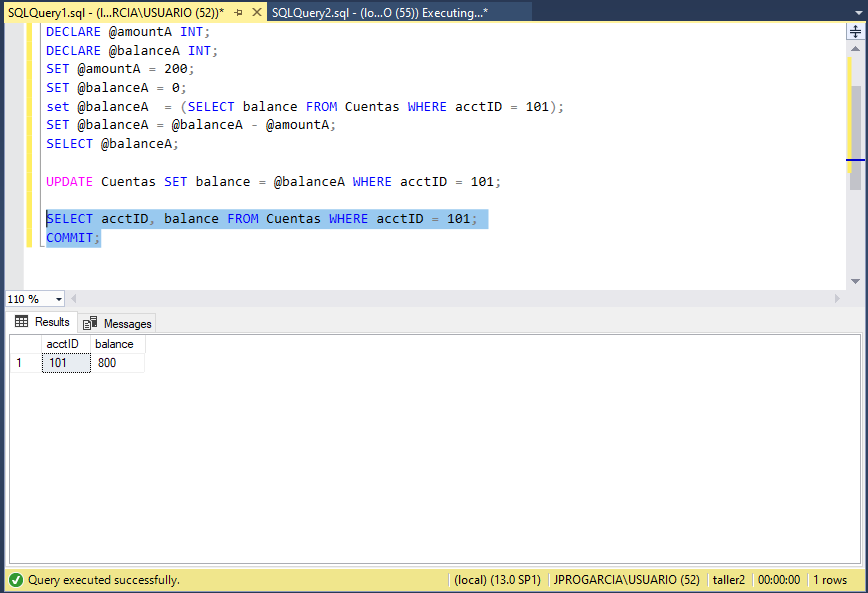 SQLQuery1.sql - (l...RCIA\USUARIO (52))* SQLQuery2.sql - (lo...O (55)) Executing...*
DECLARE @amountA INT;
DECLARE @balanceA INT;
SET @amountA = 200;
SET @balanceA = 0;
set @balanceA  = (SELECT balance FROM Cuentas WHERE acctID = 101);
SET @balanceA = @balanceA - @amountA;
SELECT @balanceA;
UPDATE Cuentas SET balance = @balanceA WHERE acctID = 101;
SELECT acctID, balance FROM Cuentas WHERE acctID = 101;
COMMIT;
110 %
Results Messages
acctID balance
1 101 800
Query executed successfully. (local) (13.0 SP1) JPROGARCIA\USUARIO (52) taller2 00:00:00 1 rows